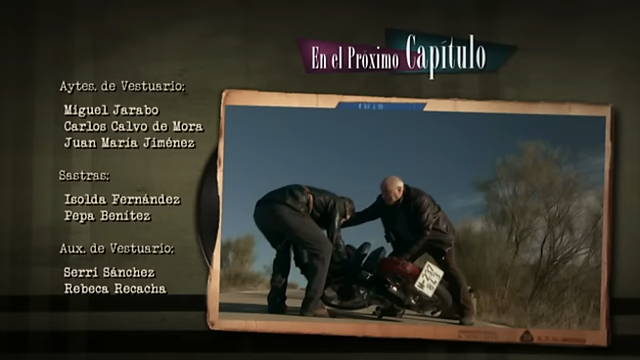 En el Próximo Capítulo
Aytes. de Vestuario:
Miguel Jarabo
Carlos Calvo de Mora
Juan María Jiménez
Sastras:
Isolda Fernández
Pepa Benítez
Aux. de Vestuario:
Serri Sánchez
Rebeca Recacha